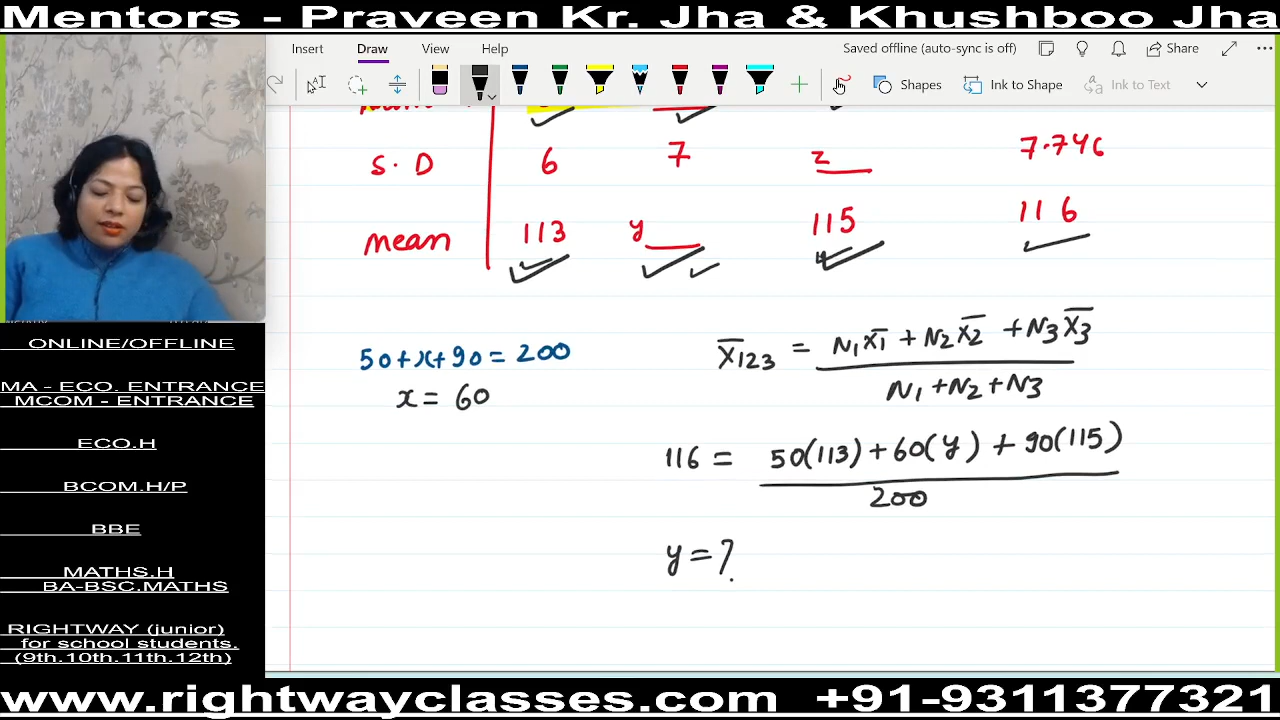 Mentors - Praveen Kr. Jha & Khushboo Jha
Insert Draw View Help Saved offline (auto-sync is off) Share
Shapes Ink to Shape Ink to Text
S.D 6 7 z 7.746
mean 113 y 115 116
50+x+90 = 200
x = 60
X̅123 = N1X̅1 + N2X̅2 + N3X̅3
N1 + N2 + N3
116 = 50(113) + 60(y) + 90(115)
200
y = ?
ONLINE/OFFLINE
MA - ECO. ENTRANCE
MCOM - ENTRANCE
ECO.H
BCOM.H/P
BBE
MATHS.H
BA-BSC.MATHS
RIGHTWAY (junior)
for school students.
(9th.10th.11th.12th)
www.rightwayclasses.com +91-9311377321